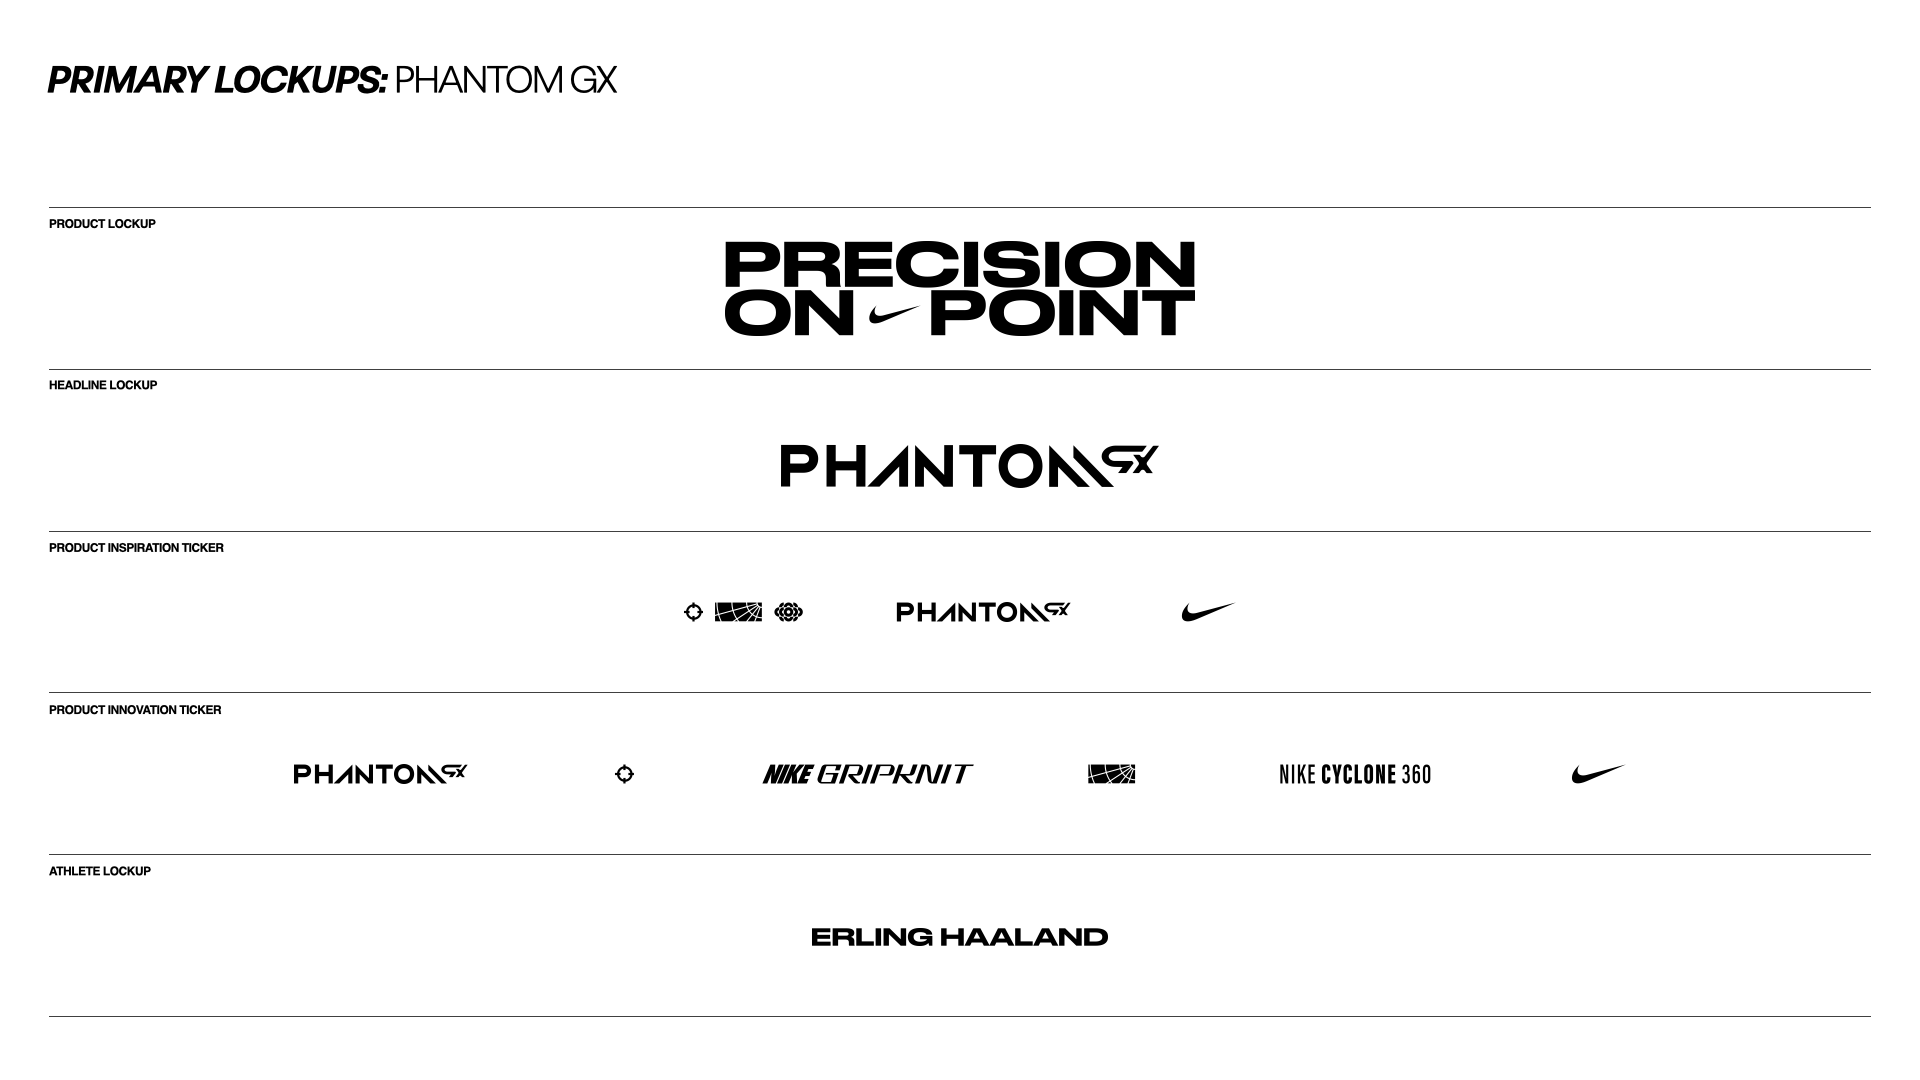 PRIMARY LOCKUPS: PHANTOM GX
PRODUCT LOCKUP
PRECISION
ON POINT
HEADLINE LOCKUP
PHANTOM GX
PRODUCT INSPIRATION TICKER
PHANTOM GX
PRODUCT INNOVATION TICKER
PHANTOM GX NIKE GRIPKNIT NIKE CYCLONE 360
ATHLETE LOCKUP
ERLING HAALAND